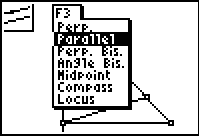 F3
Perp.
Parallel
Perp. Bis.
Angle Bis.
Midpoint
Compass
Locus